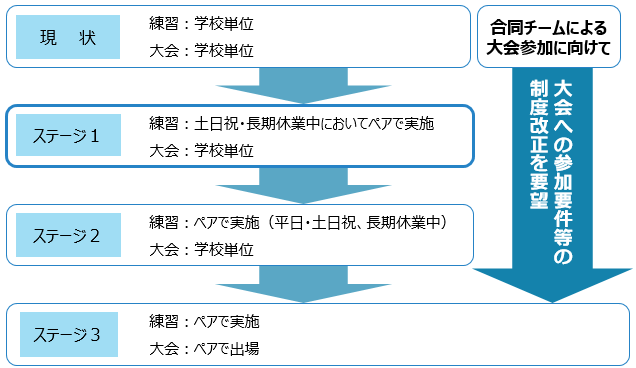 現　状
練習：学校単位
大会：学校単位
合同チームによる
大会参加に向けて
大会への参加要件等の
制度改正を要望
ステージ１
練習：土日祝・長期休業中においてペアで実施
大会：学校単位
ステージ２
練習：ペアで実施（平日・土日祝、長期休業中）
大会：学校単位
ステージ３
練習：ペアで実施
大会：ペアで出場